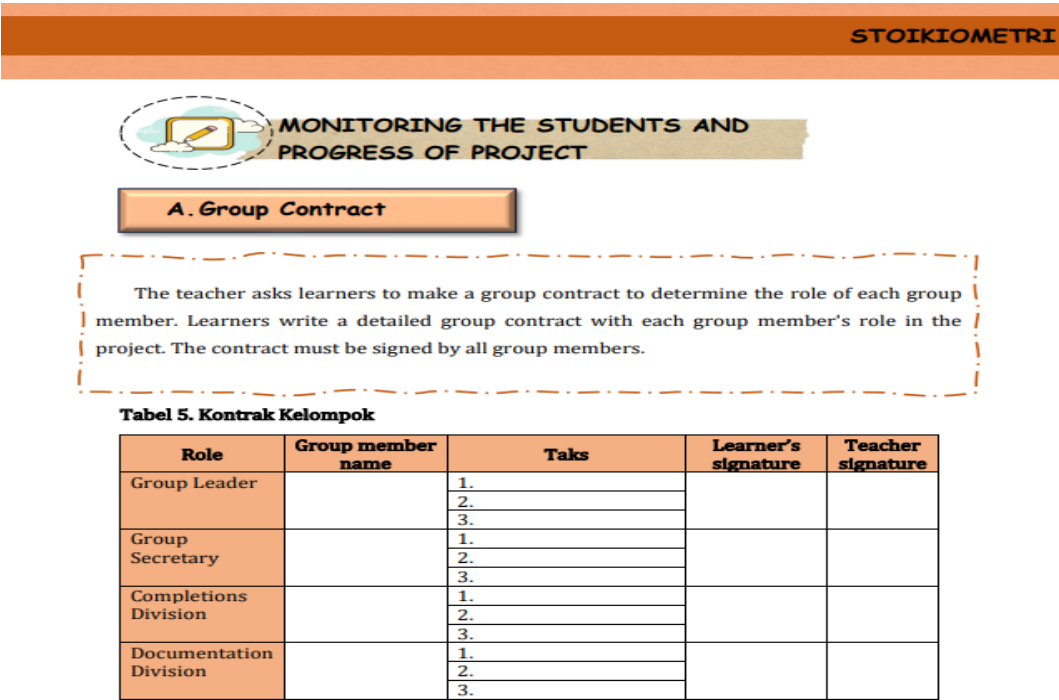 STOIKIOMETRI
MONITORING THE STUDENTS AND
PROGRESS OF PROJECT
A. Group Contract
The teacher asks learners to make a group contract to determine the role of each group
member. Learners write a detailed group contract with each group member's role in the
project. The contract must be signed by all group members.
Tabel 5. Kontrak Kelompok
Role Group member name Taks Learner's signature Teacher signature
Group Leader
1.
2.
3.
Group
Secretary
1.
2.
3.
Completions
Division
1.
2.
3.
Documentation
Division
1.
2.
3.